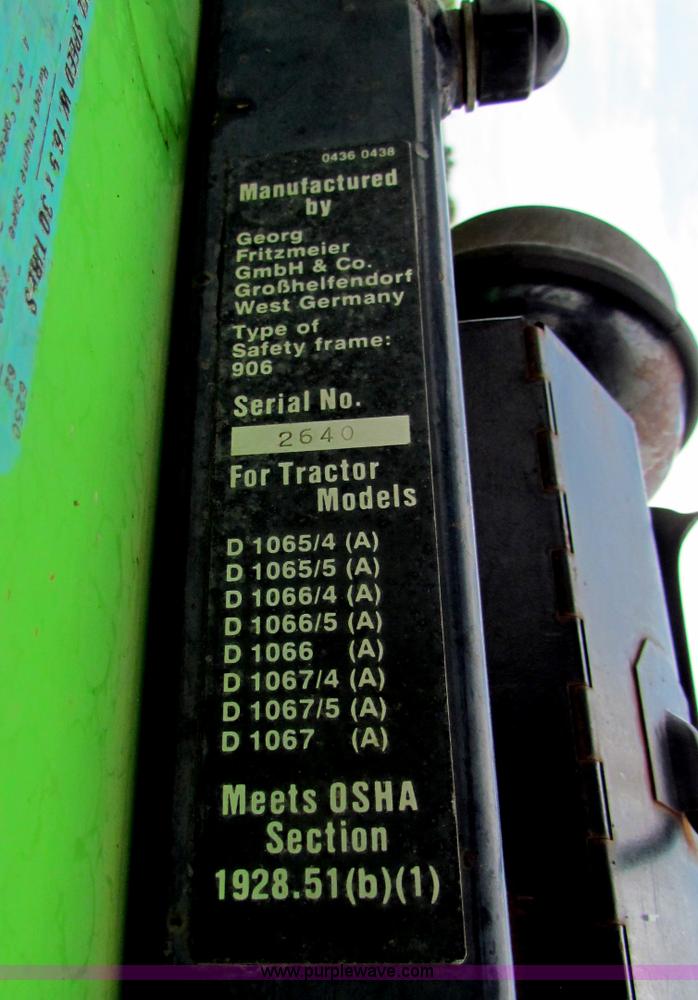 0436 0438
Manufactured
by
Georg
Fritzmeier
GmbH & Co.
Großhelfendorf
West Germany
Type of
Safety frame:
906
Serial No.
2640
For Tractor
Models
D 1065/4 (A)
D 1065/5 (A)
D 1066/4 (A)
D 1066/5 (A)
D 1066 (A)
D 1067/4 (A)
D 1067/5 (A)
D 1067 (A)
Meets OSHA
Section
1928.51(b)(1)
www.purplewave.com